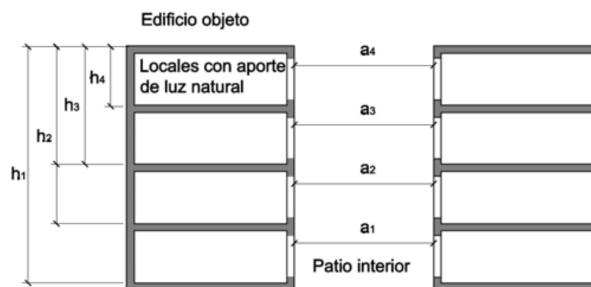 Edificio objeto
Locales con aporte
de luz natural
h4
h3
h2
h1
a4
a3
a2
a1
Patio interior